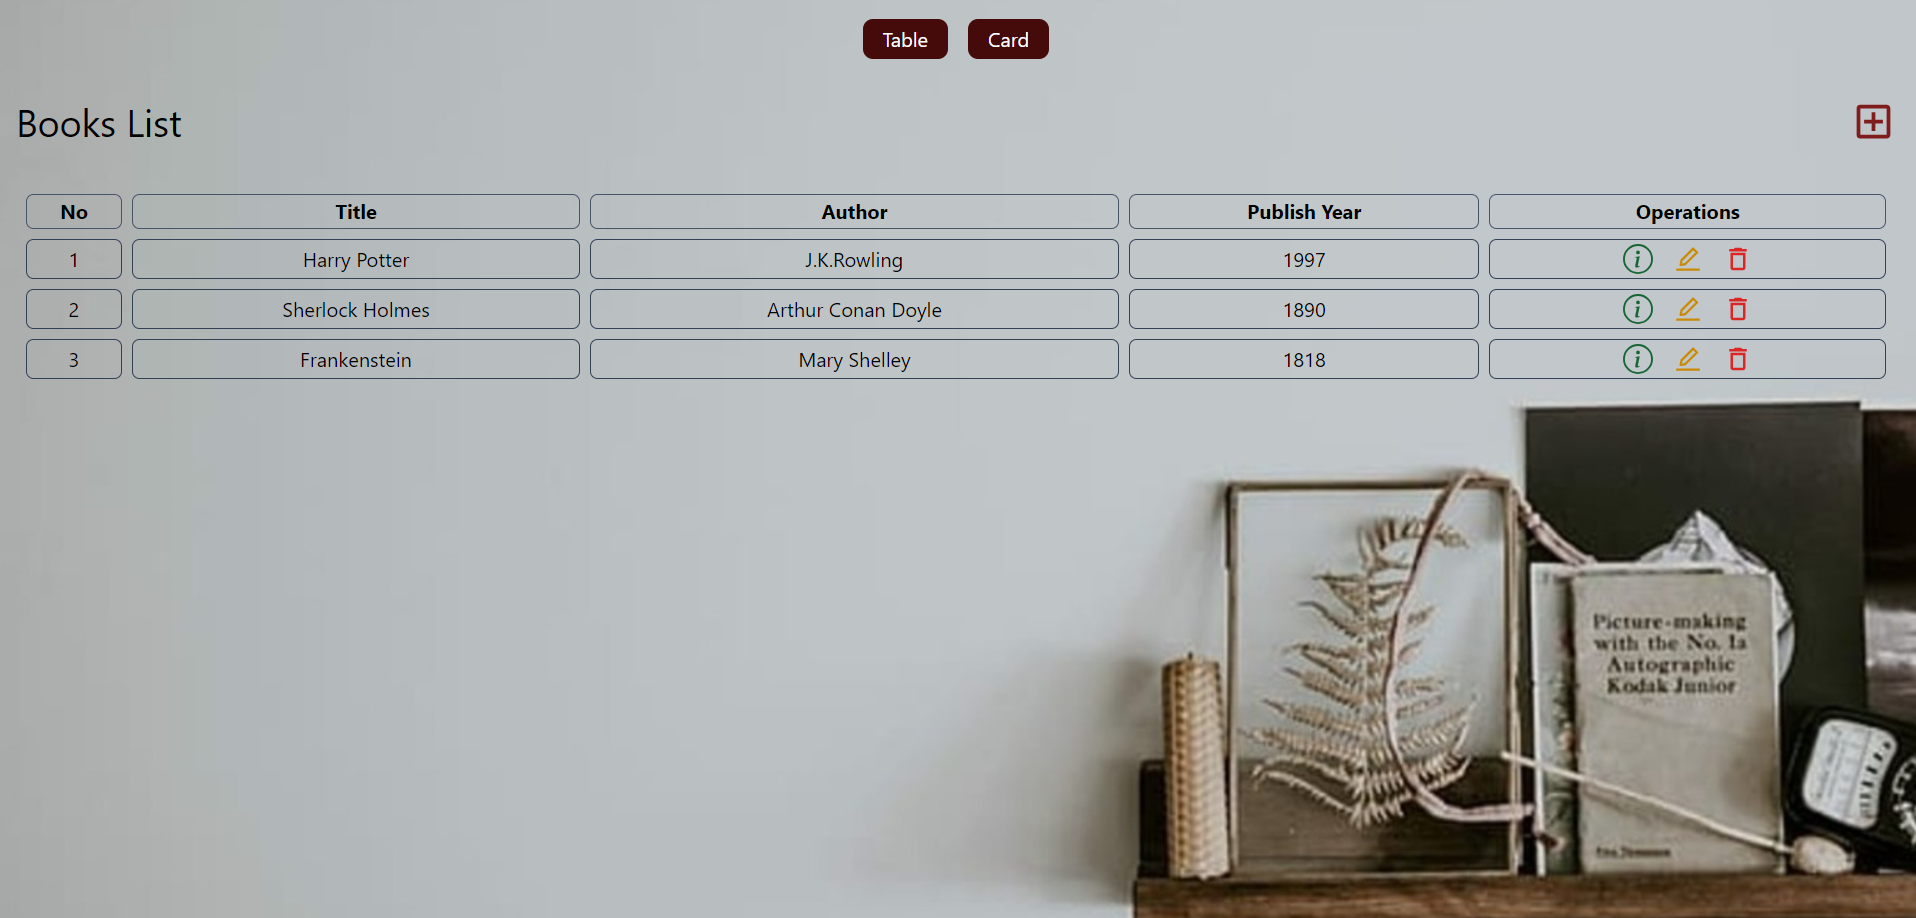 Table Card
Books List
No Title Author Publish Year Operations
1 Harry Potter J.K.Rowling 1997
2 Sherlock Holmes Arthur Conan Doyle 1890
3 Frankenstein Mary Shelley 1818
Picture-making
with the No. 1a
Autographic
Kodak Junior